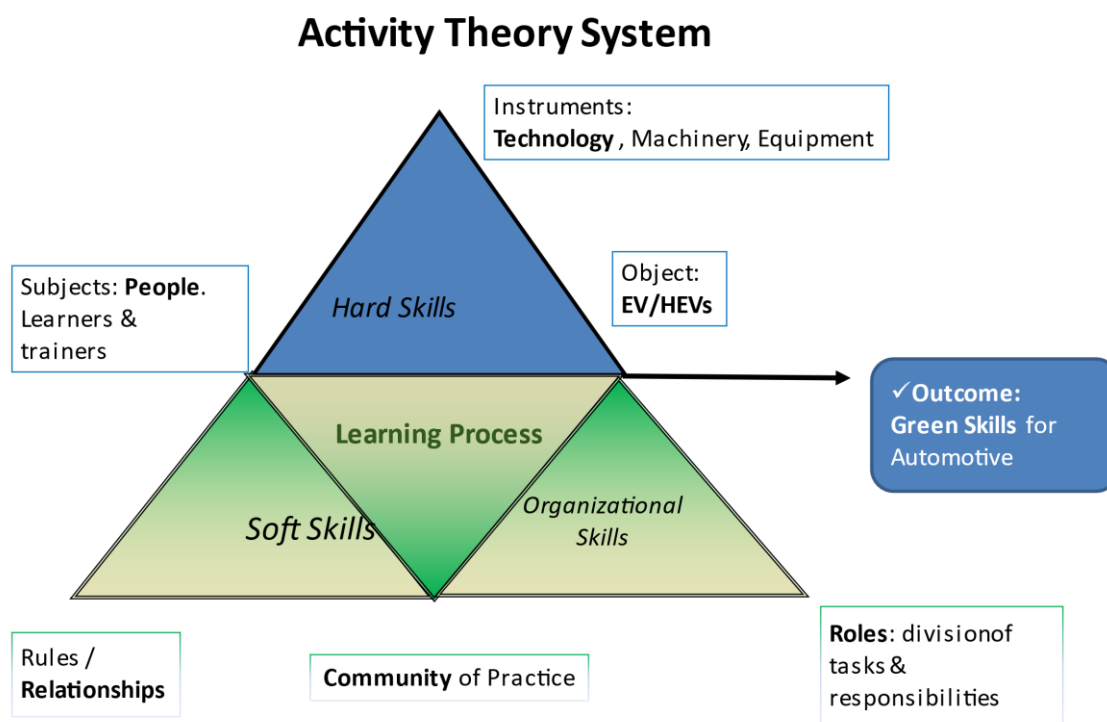 Activity Theory System
Instruments:
Technology , Machinery, Equipment
Subjects: People.
Learners &
trainers
Object:
EV/HEVs
Hard Skills
✓Outcome:
Green Skills for
Automotive
Learning Process
Soft Skills
Organizational
Skills
Rules /
Relationships
Community of Practice
Roles: divisionof
tasks &
responsibilities